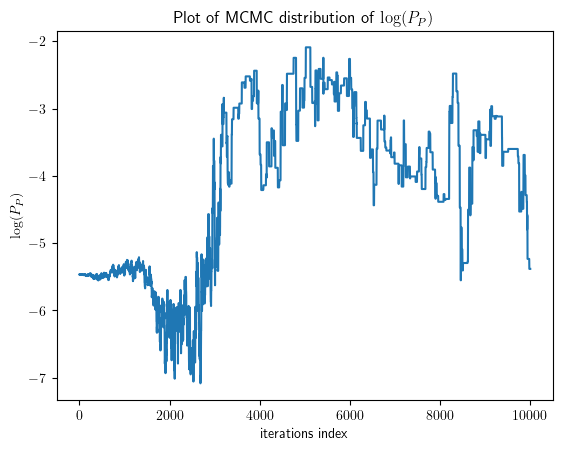 Plot of MCMC distribution of log(P_P)
−2
−3
−4
−5
−6
−7
log(P_P)
0 2000 4000 6000 8000 10000
iterations index